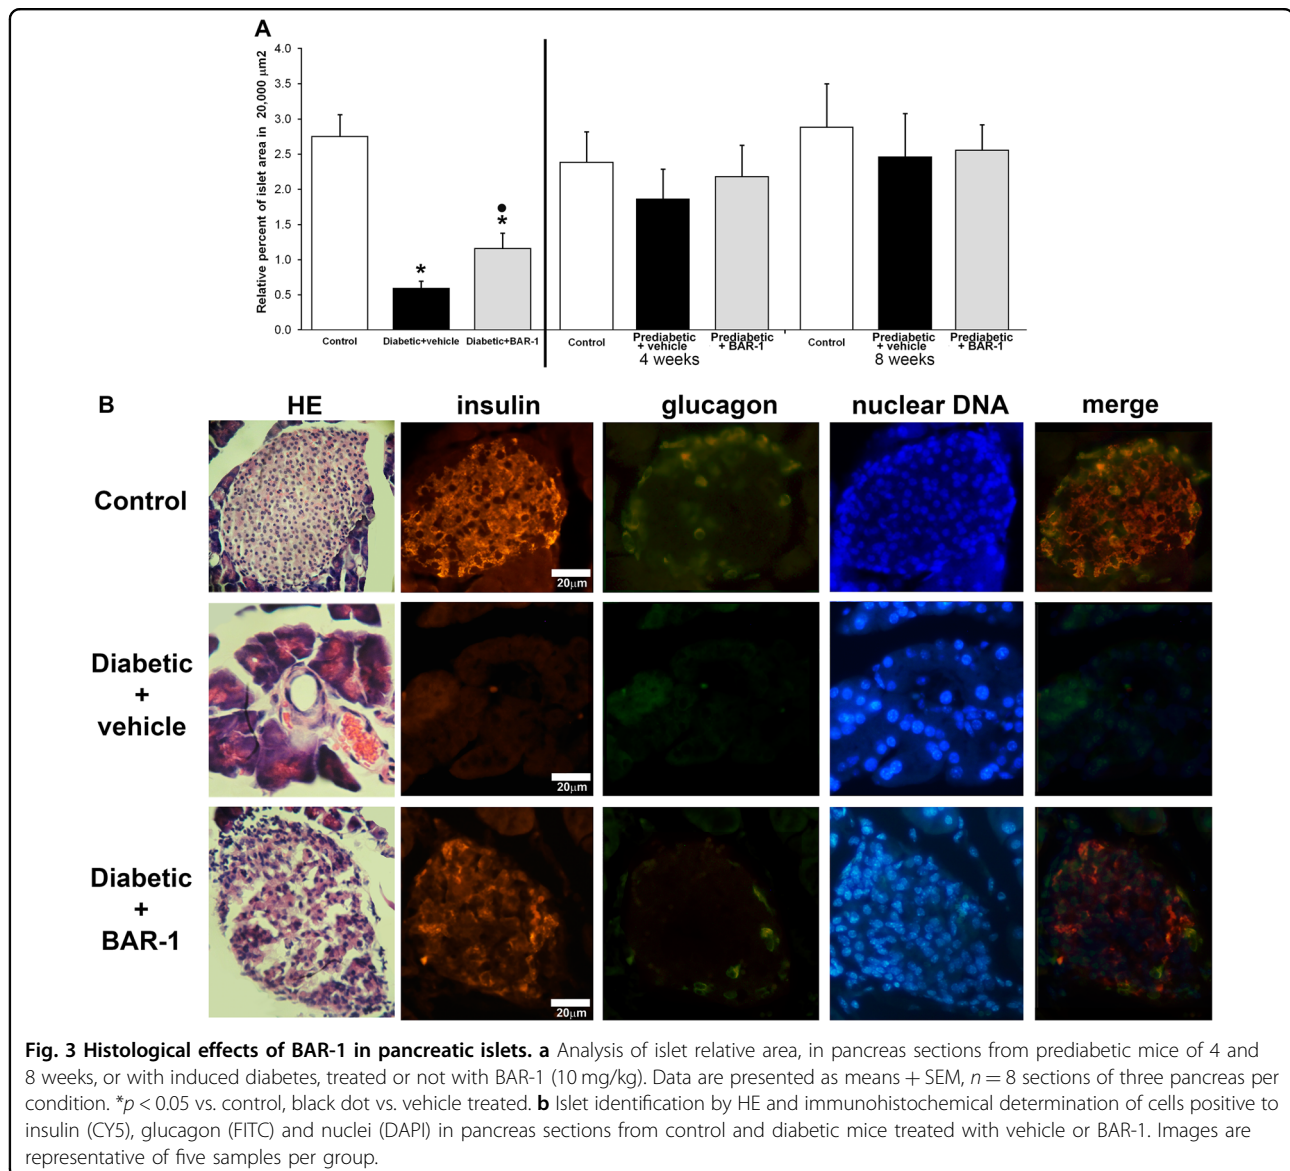 A
Relative percent of islet area in 20,000 µm2
4.0
3.5
3.0
2.5
2.0
1.5
1.0
0.5
0.0
*
•
*
Control
Diabetic+vehicle
Diabetic+BAR-1
Control
Prediabetic
+ vehicle
Prediabetic
+ BAR-1
4 weeks
Control
Prediabetic
+ vehicle
Prediabetic
+ BAR-1
8 weeks
B
HE insulin glucagon nuclear DNA merge
Control
20µm
Diabetic
+
vehicle
20µm
Diabetic
+
BAR-1
20µm
Fig. 3 Histological effects of BAR-1 in pancreatic islets. a Analysis of islet relative area, in pancreas sections from prediabetic mice of 4 and
8 weeks, or with induced diabetes, treated or not with BAR-1 (10 mg/kg). Data are presented as means + SEM, n = 8 sections of three pancreas per
condition. *p < 0.05 vs. control, black dot vs. vehicle treated. b Islet identification by HE and immunohistochemical determination of cells positive to
insulin (CY5), glucagon (FITC) and nuclei (DAPI) in pancreas sections from control and diabetic mice treated with vehicle or BAR-1. Images are
representative of five samples per group.